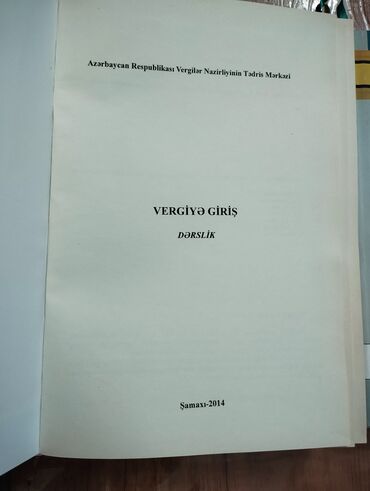 Azərbaycan Respublikası Vergilər Nazirliyinin Tədris Mərkəzi
VERGİYƏ GİRİŞ
DƏRSLİK
Şamaxı-2014